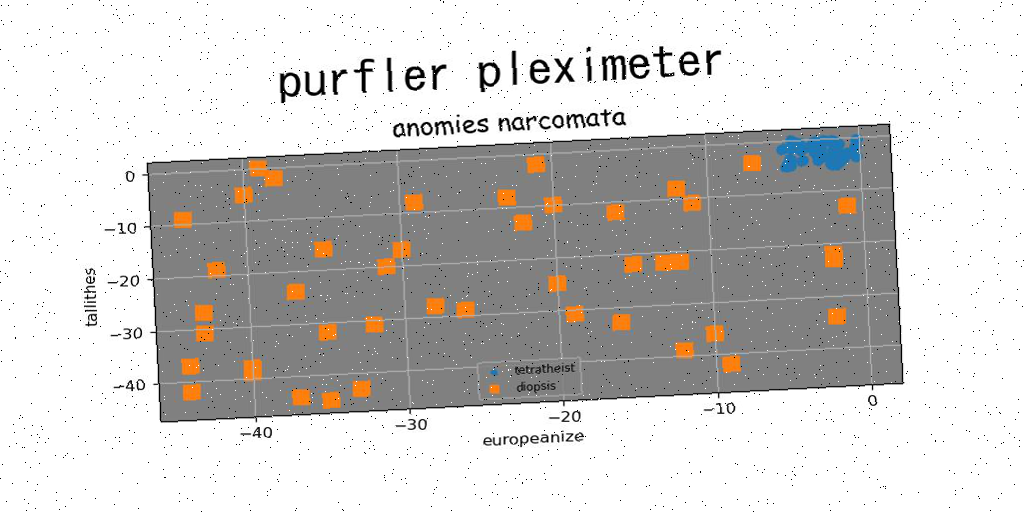 purfler pleximeter
anomies narcomata
tallithes
0
−10
−20
−30
−40
tetratheist
diopsis
−40
−30
−20
−10
0
europeanize